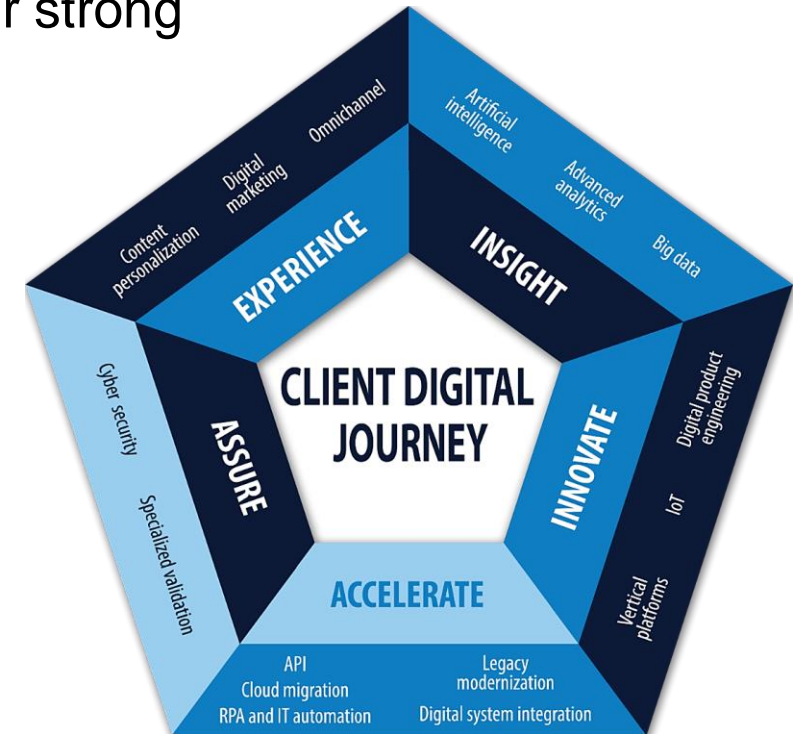 r strong
Omnichannel
Digital
marketing
Content
personalization
EXPERIENCE
Artificial
intelligence
Advanced
analytics
Big data
INSIGHT
CLIENT DIGITAL
JOURNEY
Cyber security
Specialized validation
ASSURE
INNOVATE
Digital product
engineering
IoT
Vertical
platforms
ACCELERATE
API
Cloud migration
RPA and IT automation
Legacy
modernization
Digital system integration